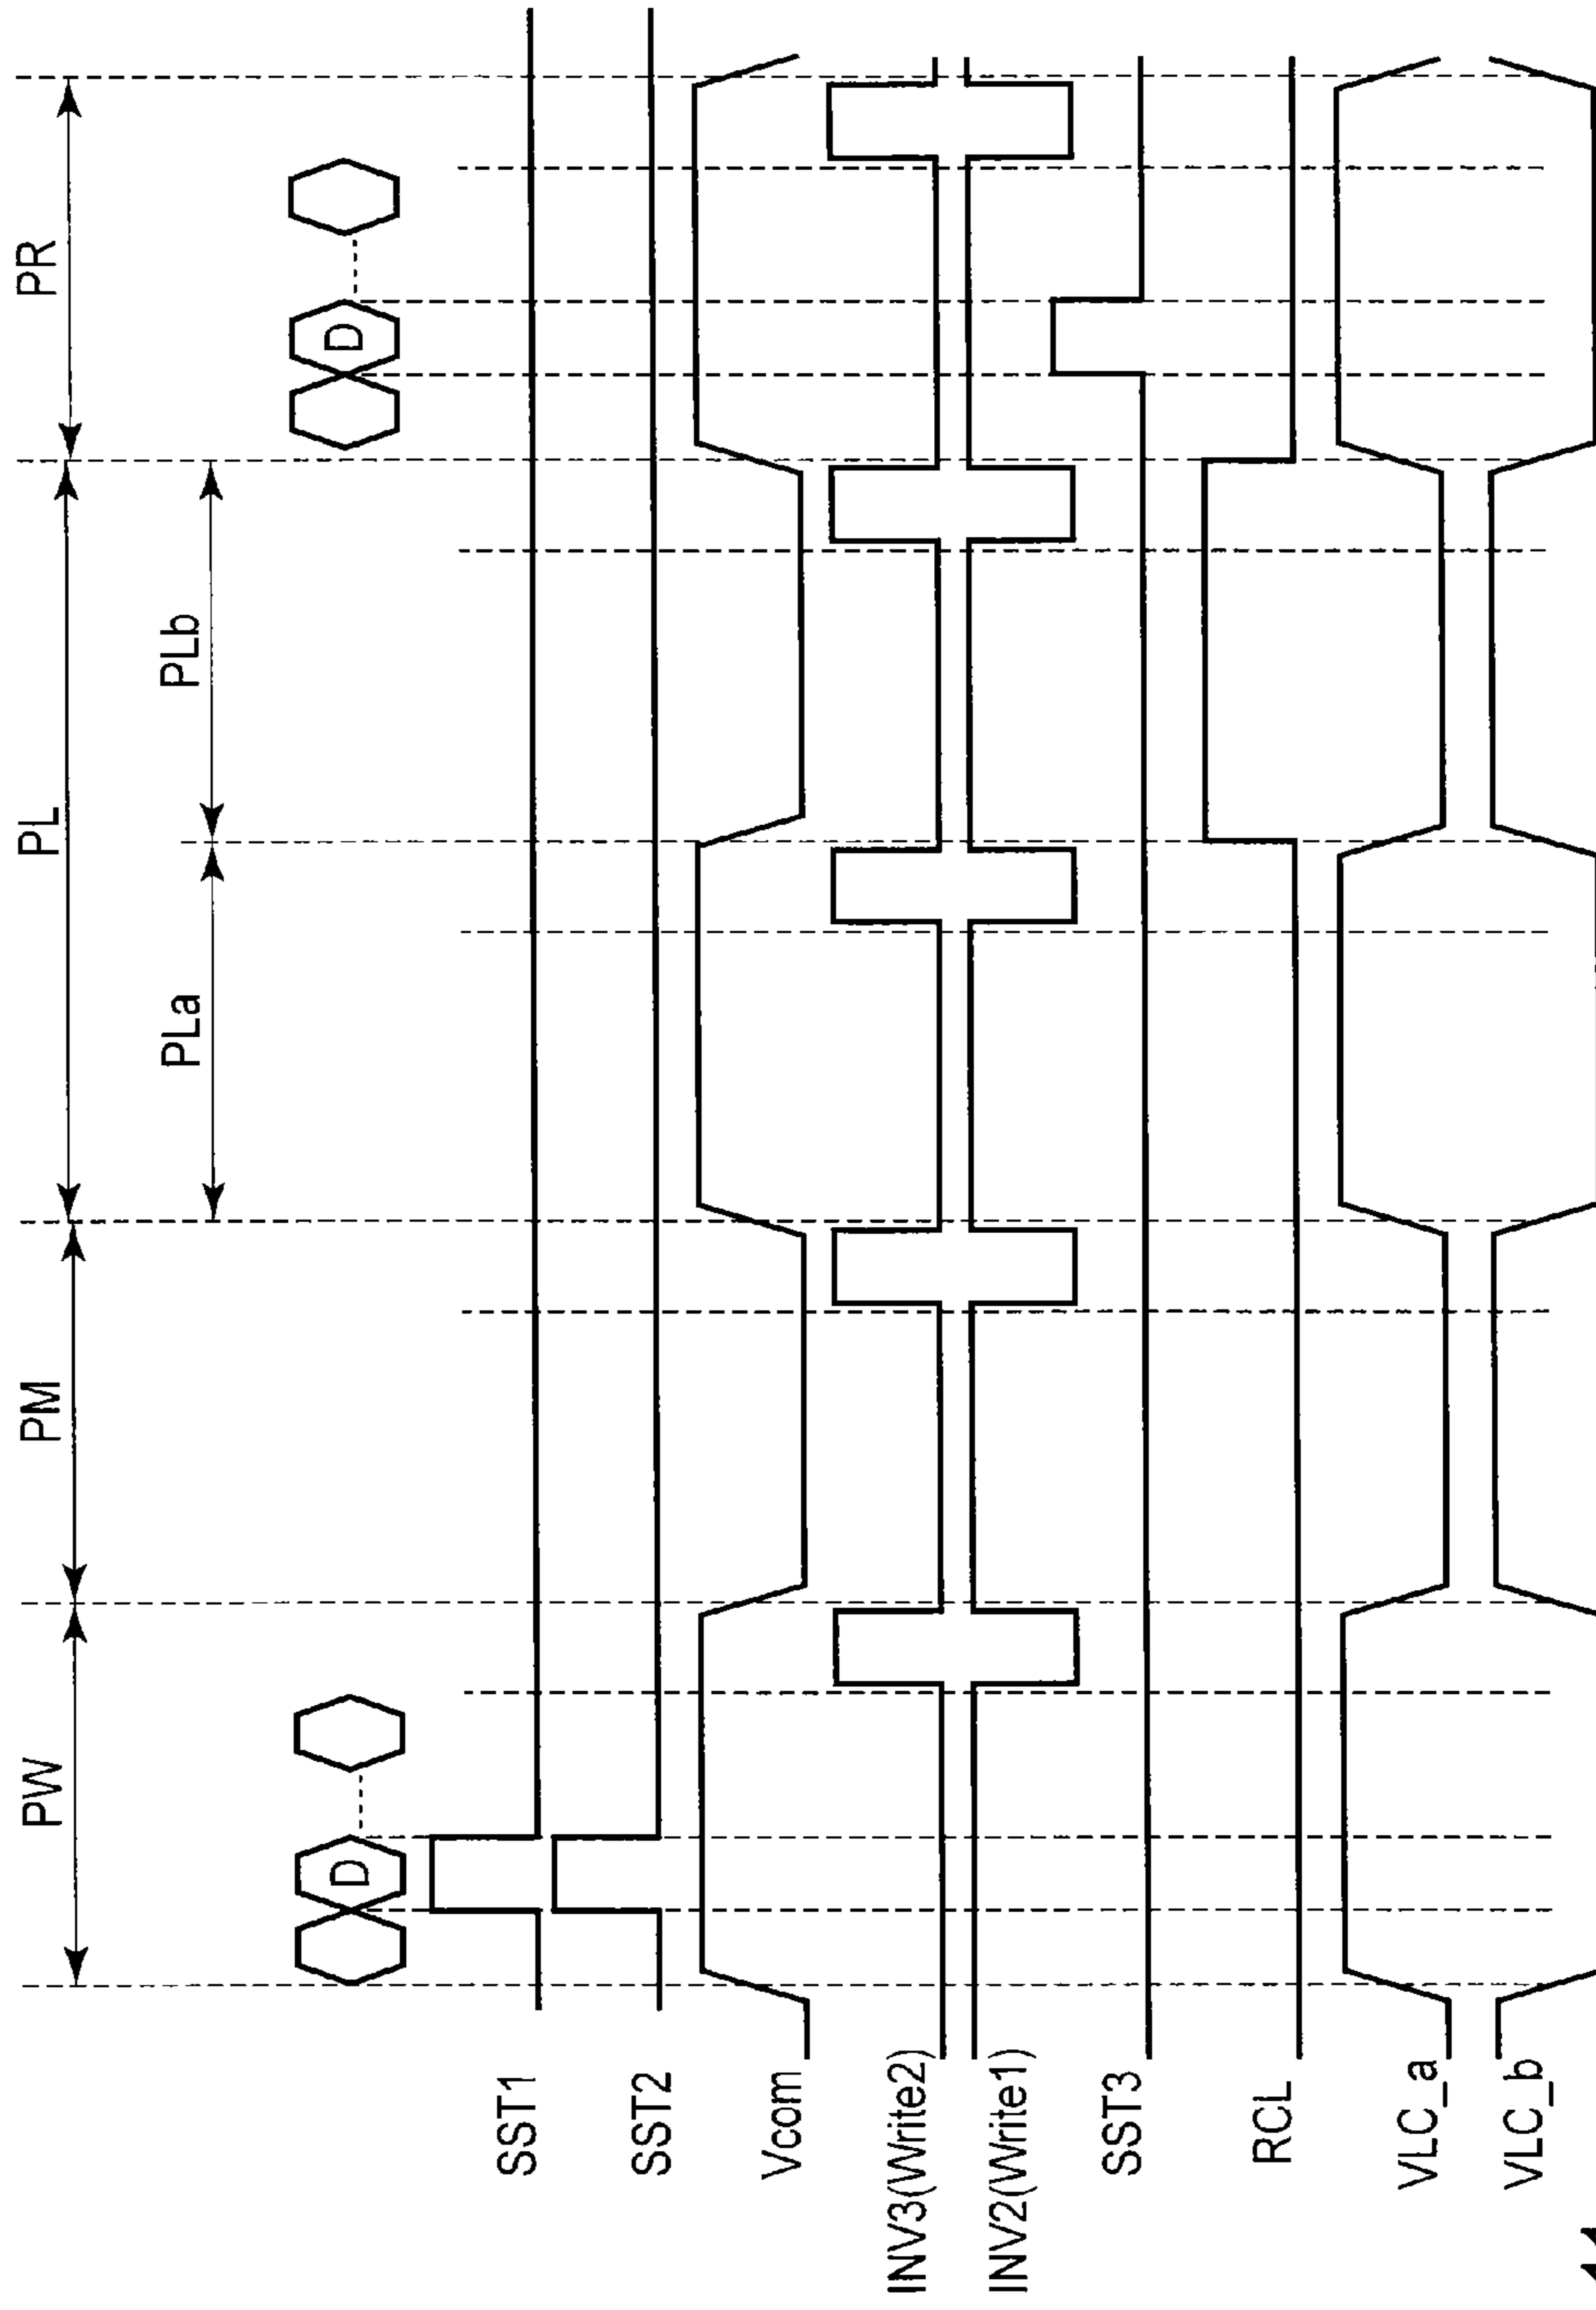 PW
PM
PL
PR
PLa
PLb
D
D
SST1
SST2
Vcom
INV3(Write2)
INV2(Write1)
SST3
RCL
VLC_a
VLC_b